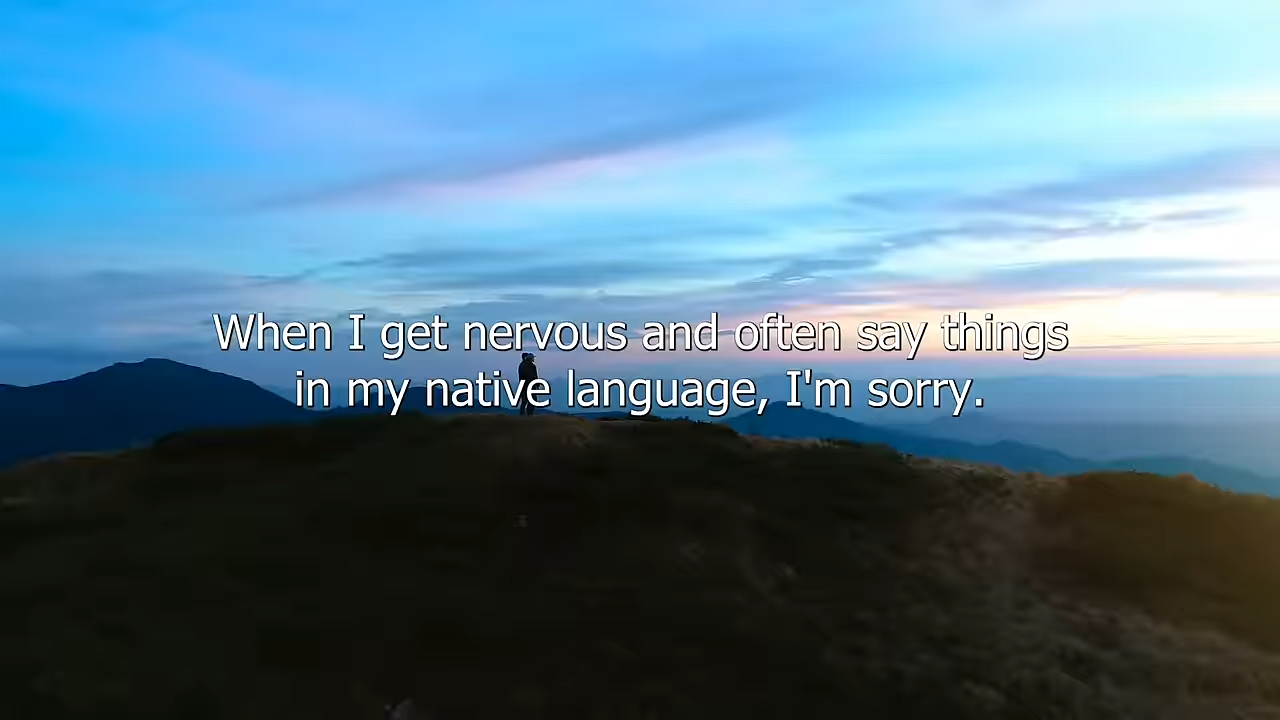 When I get nervous and often say things
in my native language, I'm sorry.